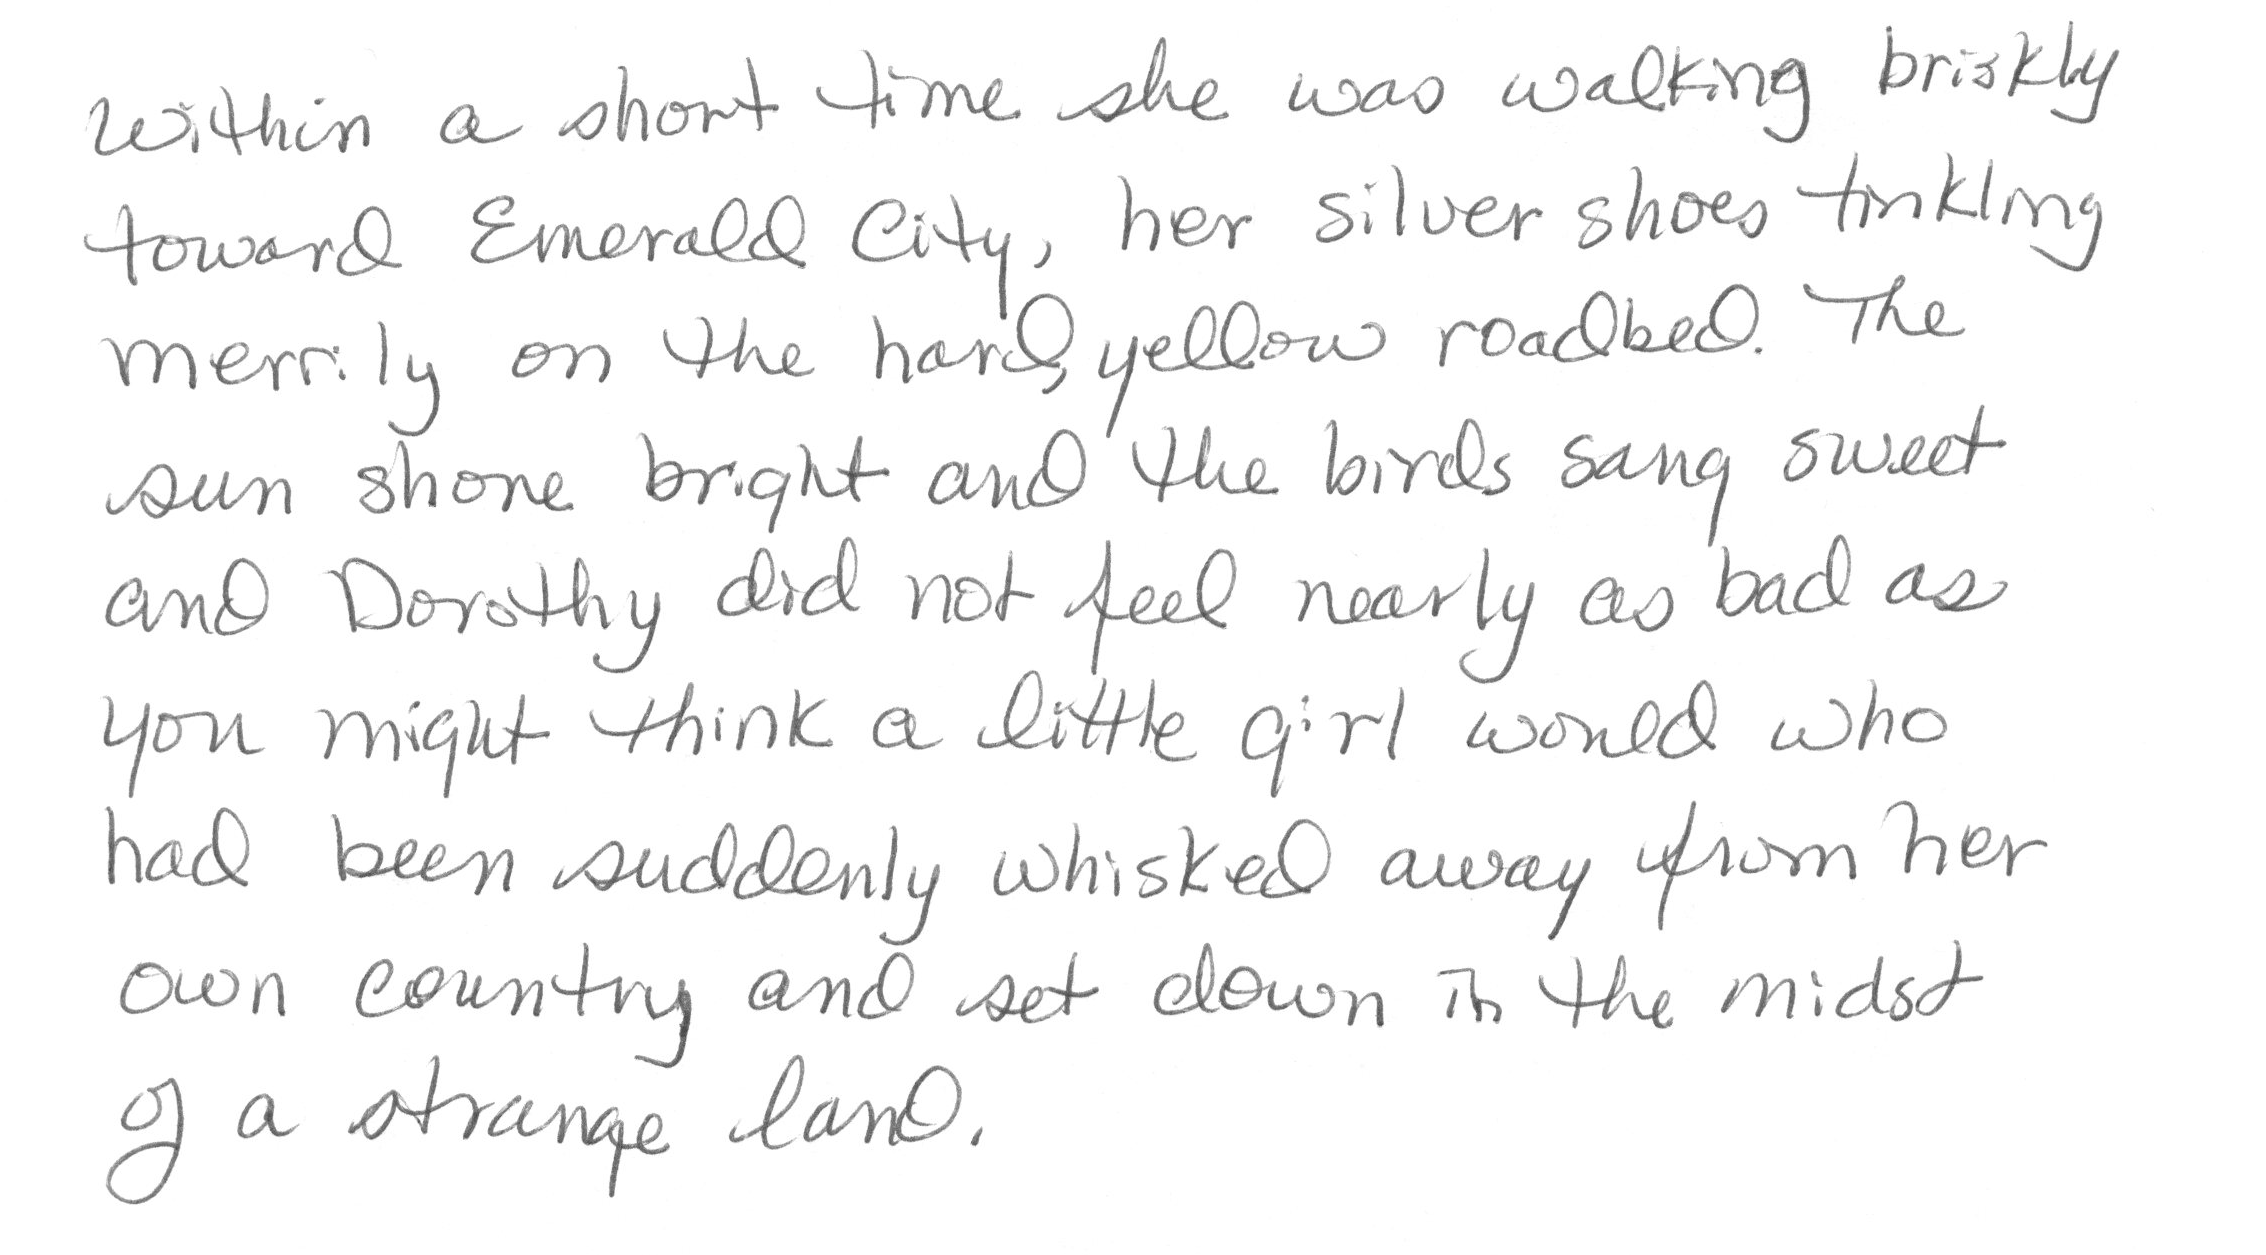 Within a short time she was walking briskly
toward Emerald City, her silver shoes tinkling
merrily on the hard, yellow roadbed. The
sun shone bright and the birds sang sweet
and Dorothy did not feel nearly as bad as
you might think a little girl would who
had been suddenly whisked away from her
own country and set down in the midst
of a strange land.